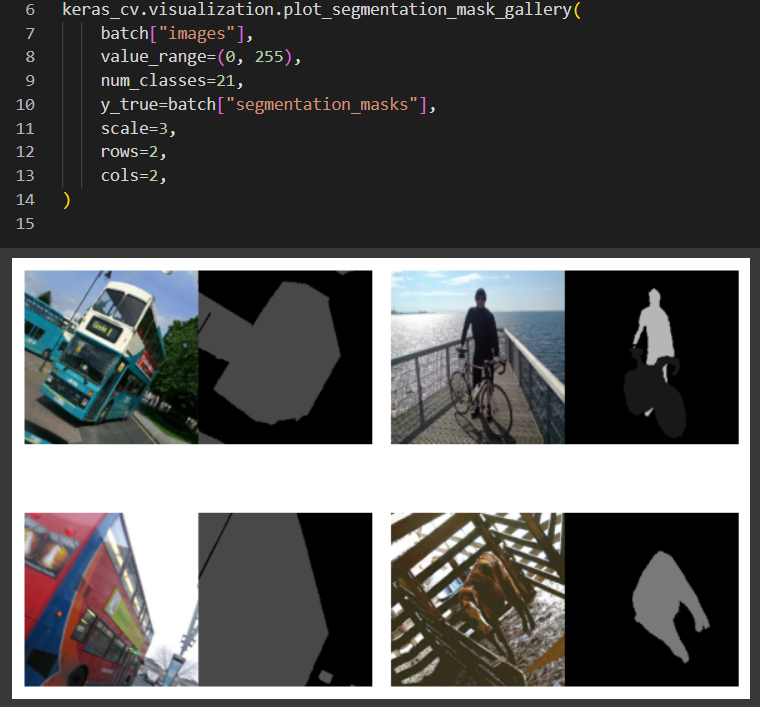 6 keras_cv.visualization.plot_segmentation_mask_gallery(
7     batch["images"],
8     value_range=(0, 255),
9     num_classes=21,
10     y_true=batch["segmentation_masks"],
11     scale=3,
12     rows=2,
13     cols=2,
14 )
15